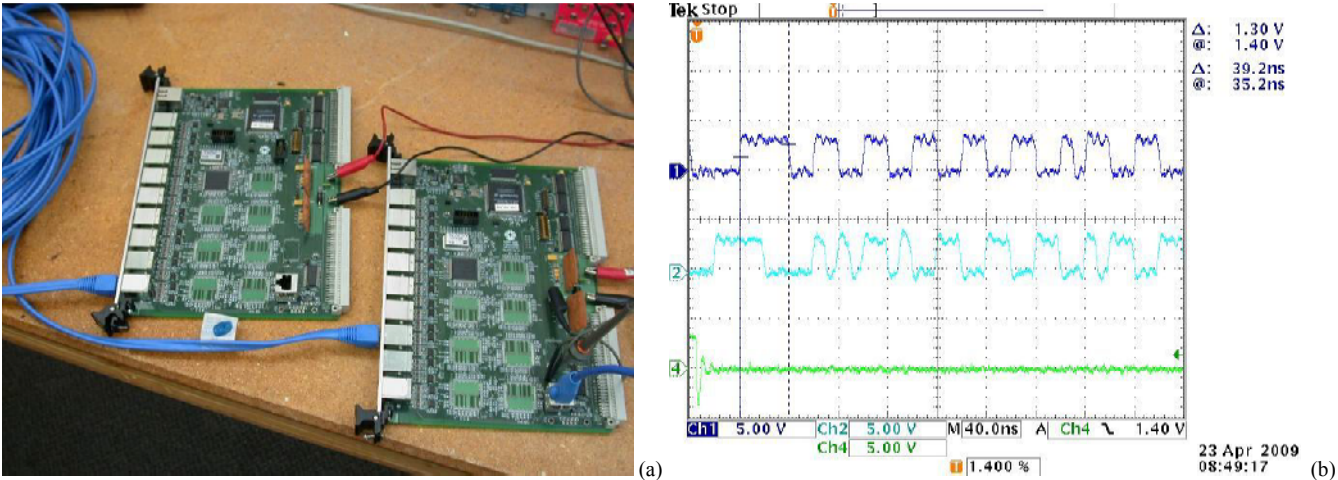 Tek Stop
Δ: 1.30 V
@: 1.40 V
Δ: 39.2ns
@: 35.2ns
1
2
4
Ch1 5.00 V Ch2 5.00 V M 40.0ns A Ch4 1.40 V
Ch4 5.00 V
1.400 %
23 Apr 2009
08:49:17
(a)
(b)